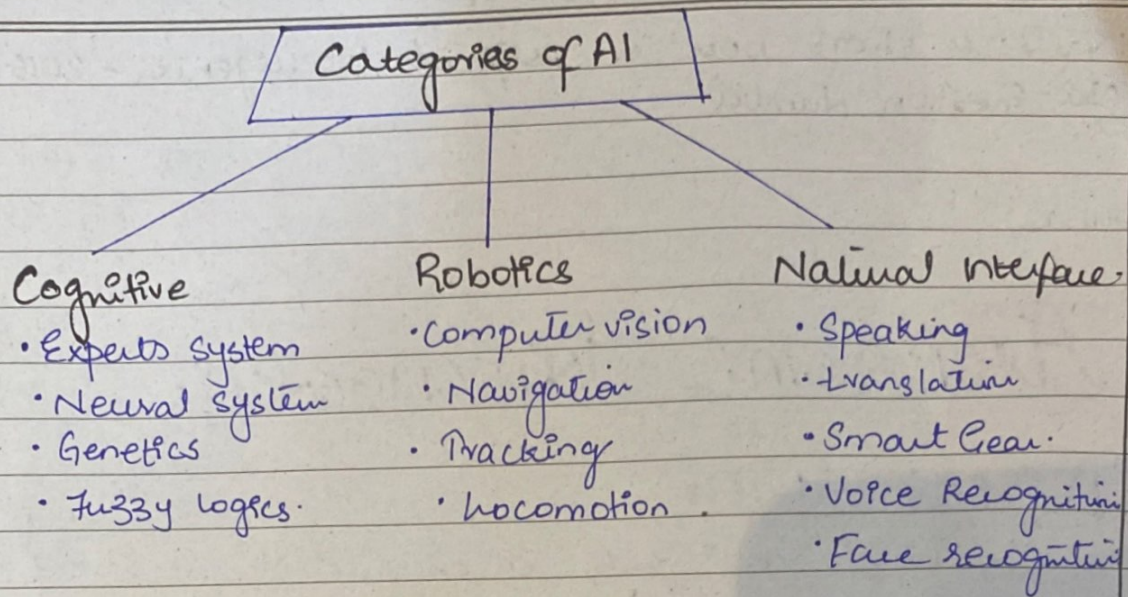 Categories of AI
Cognitive
• Experts system
• Neural system
• Genetics
• Fuzzy logics.
Robotics
• Computer vision
• Navigation
• Tracking
• Locomotion .
Natural interface.
• Speaking
• translation
• Smart Gear.
• Voice Recognition
• Face recognition